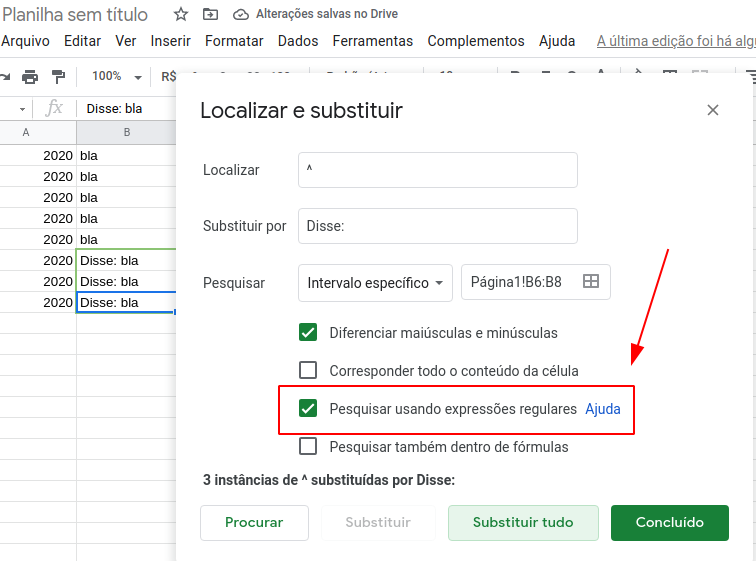 Planilha sem título Alterações salvas no Drive
Arquivo Editar Ver Inserir Formatar Dados Ferramentas Complementos Ajuda A última edição foi há
100% R$
fx Disse: bla
A B
2020 bla
2020 bla
2020 bla
2020 bla
2020 bla
2020 Disse: bla
2020 Disse: bla
2020 Disse: bla
Localizar e substituir
Localizar ^
Substituir por Disse:
Pesquisar Intervalo específico Página1!B6:B8
Diferenciar maiúsculas e minúsculas
Corresponder todo o conteúdo da célula
Pesquisar usando expressões regulares Ajuda
Pesquisar também dentro de fórmulas
3 instâncias de ^ substituídas por Disse:
Procurar Substituir Substituir tudo Concluído